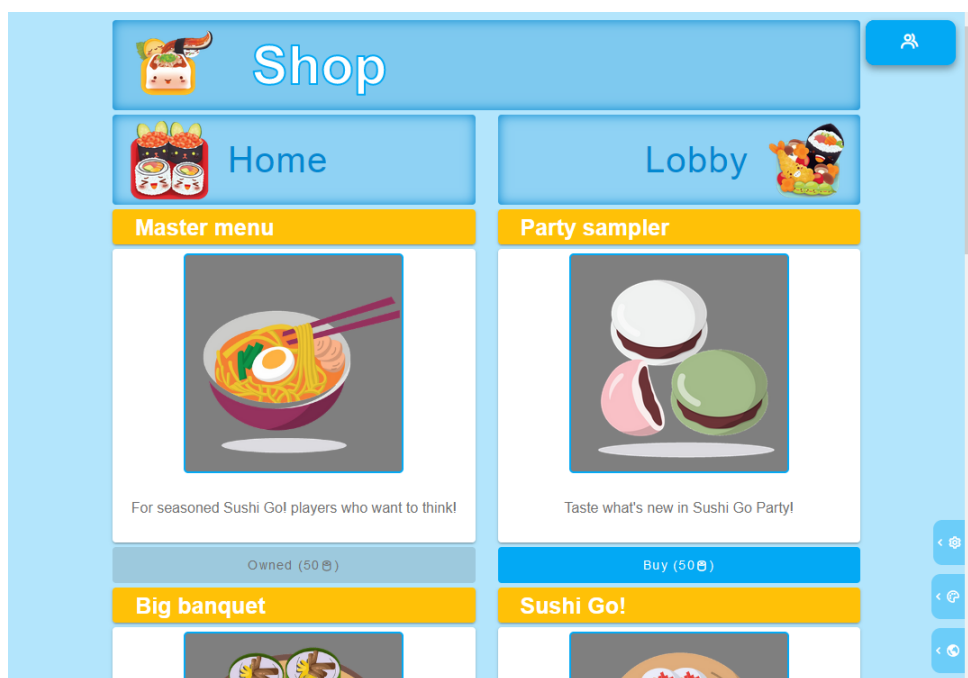 Shop
Home
Lobby
Master menu
Party sampler
For seasoned Sushi Go! players who want to think!
Taste what's new in Sushi Go Party!
Owned (50)
Buy (50)
Big banquet
Sushi Go!